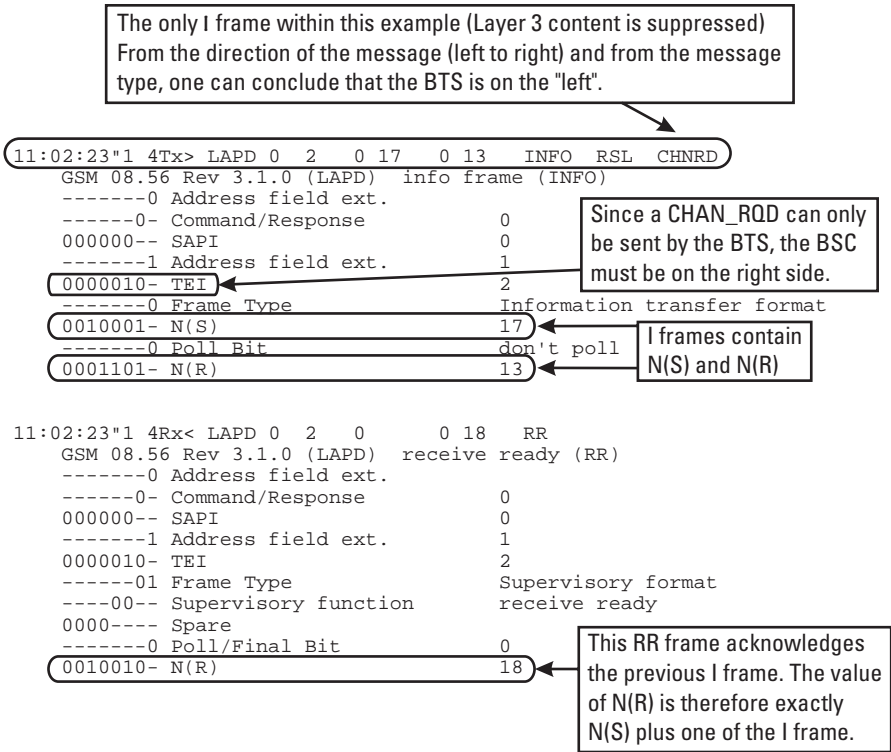 The only I frame within this example (Layer 3 content is suppressed)
From the direction of the message (left to right) and from the message
type, one can conclude that the BTS is on the "left".
11:02:23"1 4Tx> LAPD 0 2 0 17 0 13 INFO RSL CHNRD
GSM 08.56 Rev 3.1.0 (LAPD) info frame (INFO)
-------0 Address field ext.
------0- Command/Response 0
000000-- SAPI 0
-------1 Address field ext. 1
0000010- TEI 2
-------0 Frame Type Information transfer format
0010001- N(S) 17
-------0 Poll Bit don't poll
0001101- N(R) 13
Since a CHAN_RQD can only
be sent by the BTS, the BSC
must be on the right side.
I frames contain
N(S) and N(R)
11:02:23"1 4Rx< LAPD 0 2 0 0 18 RR
GSM 08.56 Rev 3.1.0 (LAPD) receive ready (RR)
-------0 Address field ext.
------0- Command/Response 0
000000-- SAPI 0
-------1 Address field ext. 1
0000010- TEI 2
------01 Frame Type Supervisory format
----00-- Supervisory function receive ready
0000---- Spare
-------0 Poll/Final Bit 0
0010010- N(R) 18
This RR frame acknowledges
the previous I frame. The value
of N(R) is therefore exactly
N(S) plus one of the I frame.